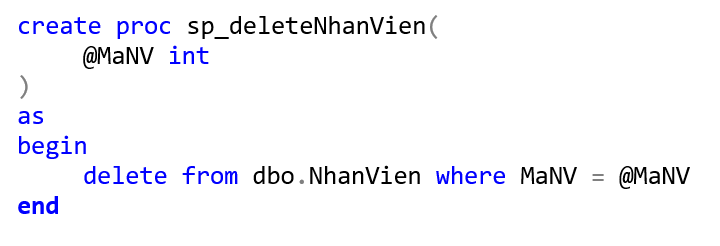 create proc sp_deleteNhanVien(
@MaNV int
)
as
begin
delete from dbo.NhanVien where MaNV = @MaNV
end